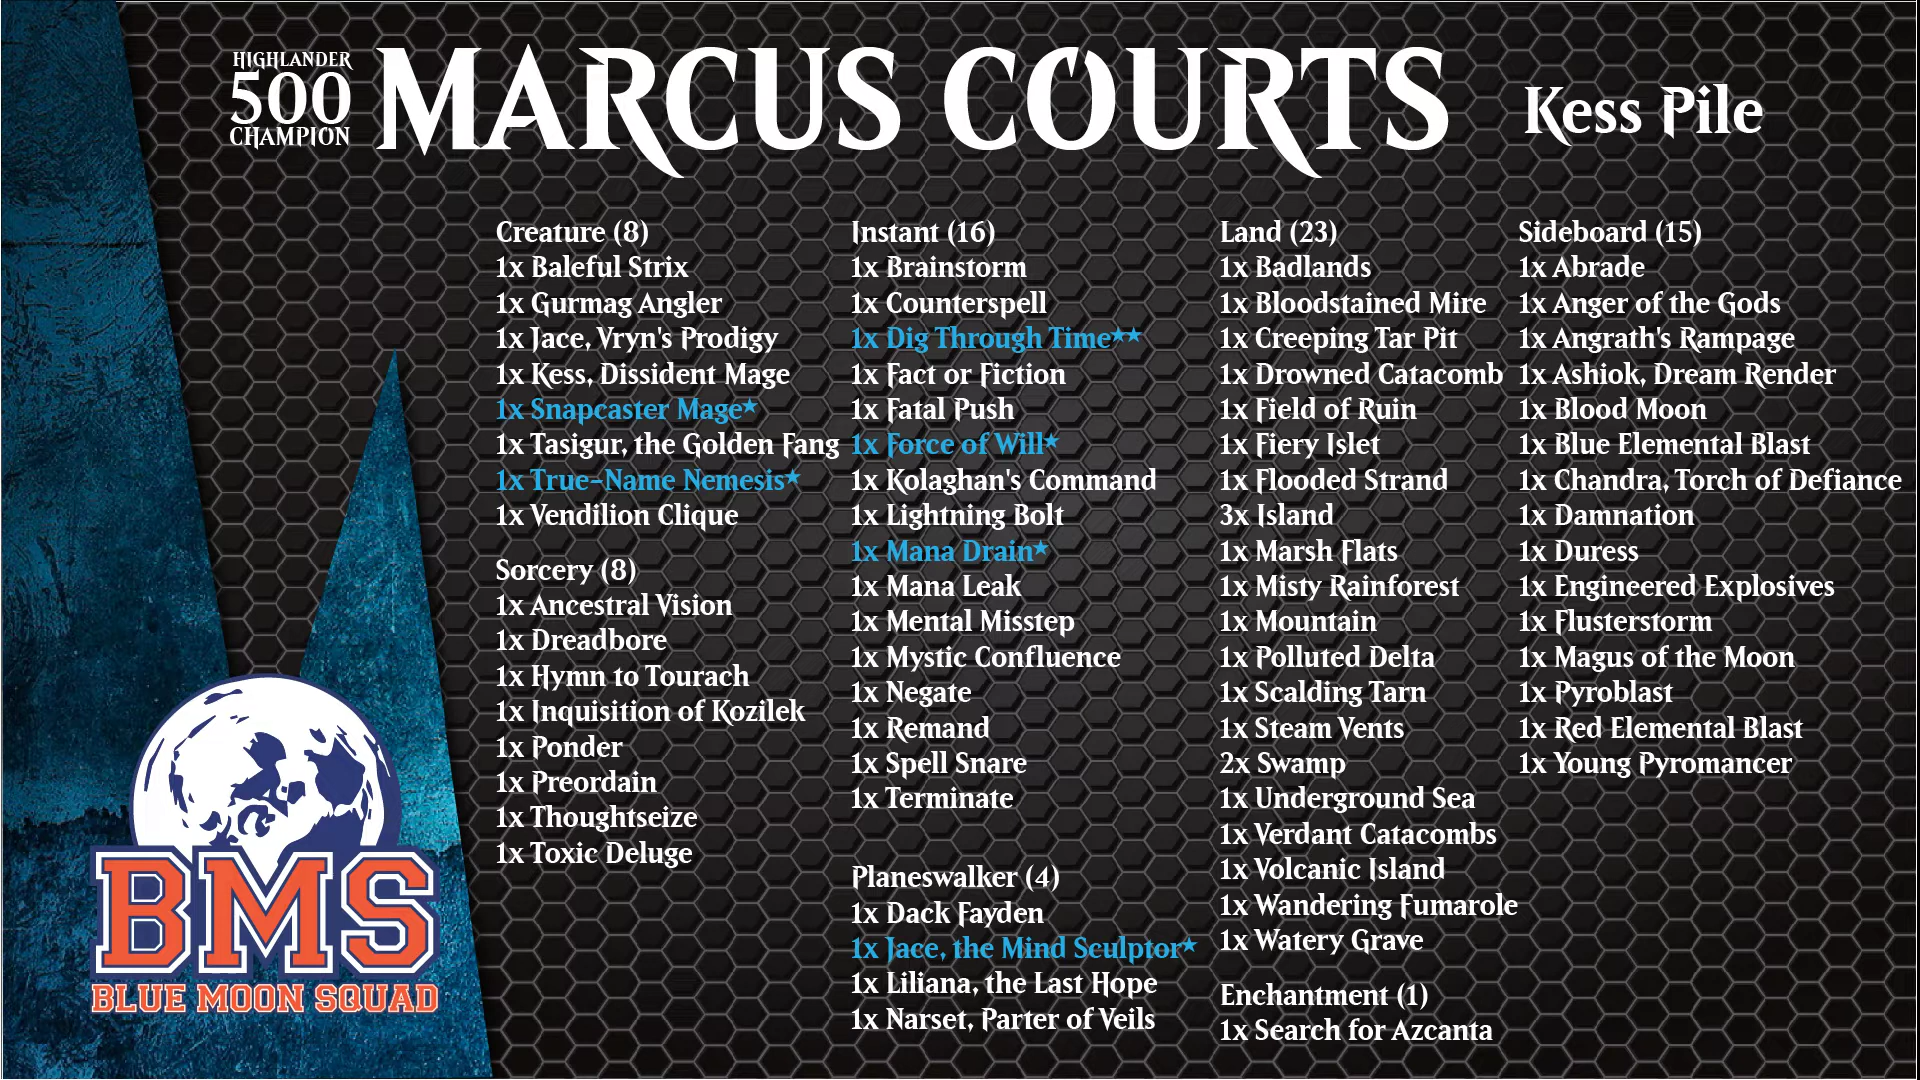 HIGHLANDER
500
CHAMPION
MARCUS COURTS
Kess Pile
Creature (8)
1x Baleful Strix
1x Gurmag Angler
1x Jace, Vryn's Prodigy
1x Kess, Dissident Mage
1x Snapcaster Mage★
1x Tasigur, the Golden Fang
1x True-Name Nemesis★
1x Vendilion Clique
Sorcery (8)
1x Ancestral Vision
1x Dreadbore
1x Hymn to Tourach
1x Inquisition of Kozilek
1x Ponder
1x Preordain
1x Thoughtseize
1x Toxic Deluge
Instant (16)
1x Brainstorm
1x Counterspell
1x Dig Through Time★★
1x Fact or Fiction
1x Fatal Push
1x Force of Will★
1x Kolaghan's Command
1x Lightning Bolt
1x Mana Drain★
1x Mana Leak
1x Mental Misstep
1x Mystic Confluence
1x Negate
1x Remand
1x Spell Snare
1x Terminate
Planeswalker (4)
1x Dack Fayden
1x Jace, the Mind Sculptor★
1x Liliana, the Last Hope
1x Narset, Parter of Veils
Land (23)
1x Badlands
1x Bloodstained Mire
1x Creeping Tar Pit
1x Drowned Catacomb
1x Field of Ruin
1x Fiery Islet
1x Flooded Strand
3x Island
1x Marsh Flats
1x Misty Rainforest
1x Mountain
1x Polluted Delta
1x Scalding Tarn
1x Steam Vents
2x Swamp
1x Underground Sea
1x Verdant Catacombs
1x Volcanic Island
1x Wandering Fumarole
1x Watery Grave
Enchantment (1)
1x Search for Azcanta
Sideboard (15)
1x Abrade
1x Anger of the Gods
1x Angrath's Rampage
1x Ashiok, Dream Render
1x Blood Moon
1x Blue Elemental Blast
1x Chandra, Torch of Defiance
1x Damnation
1x Duress
1x Engineered Explosives
1x Flusterstorm
1x Magus of the Moon
1x Pyroblast
1x Red Elemental Blast
1x Young Pyromancer
BMS
BLUE MOON SQUAD